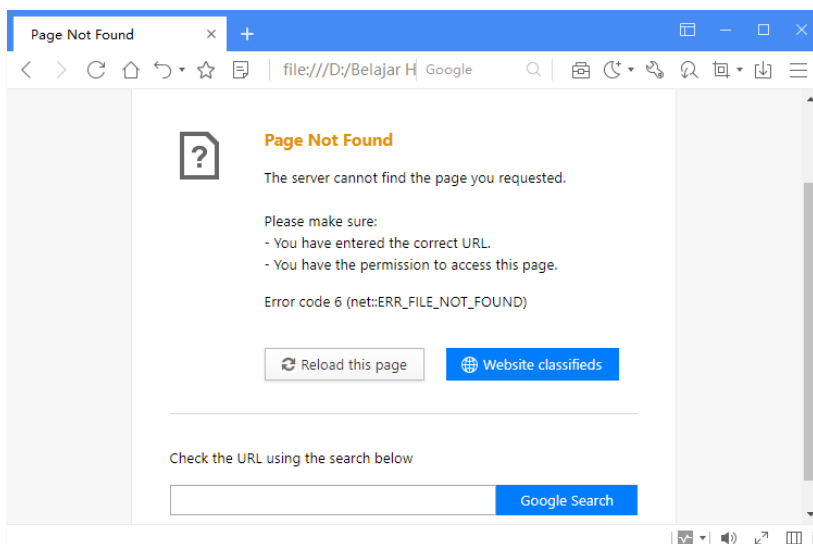 Page Not Found
file:///D:/Belajar H Google
Page Not Found
The server cannot find the page you requested.
Please make sure:
- You have entered the correct URL.
- You have the permission to access this page.
Error code 6 (net::ERR_FILE_NOT_FOUND)
Reload this page Website classifieds
Check the URL using the search below
Google Search